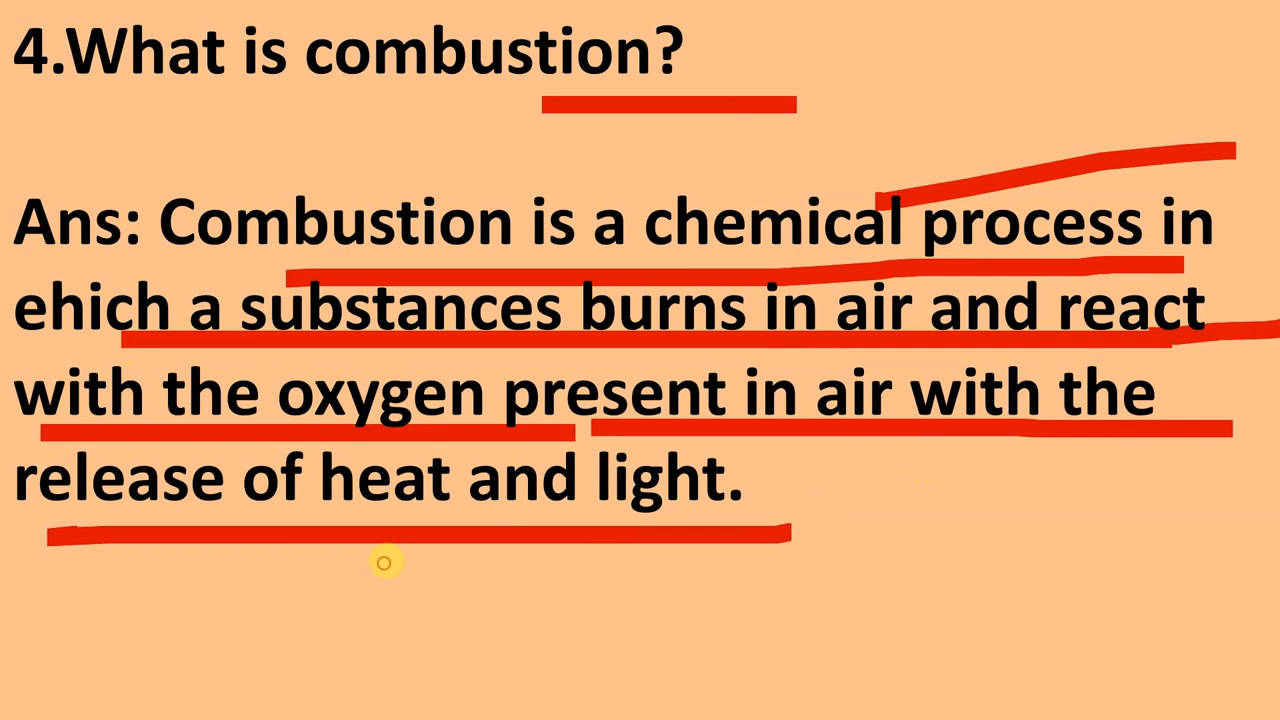 4.What is combustion?
Ans: Combustion is a chemical process in
ehich a substances burns in air and react
with the oxygen present in air with the
release of heat and light.